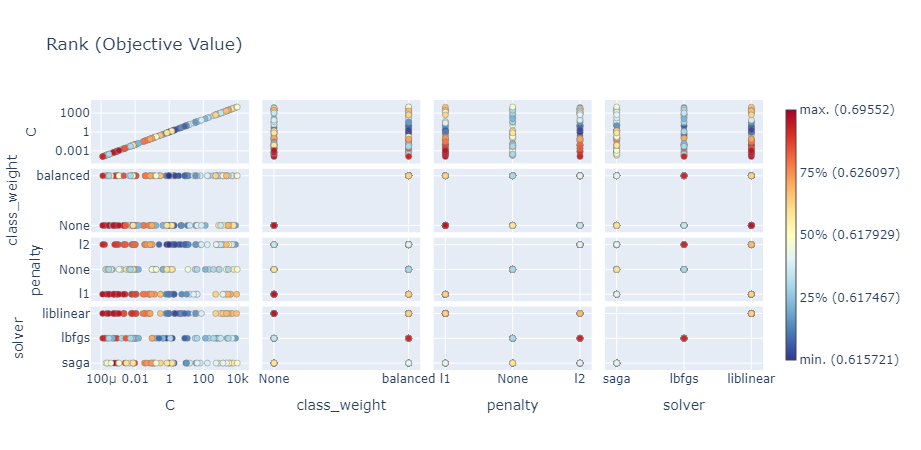 Rank (Objective Value)
C
1000
1
0.001
class_weight
balanced
None
penalty
l2
None
l1
solver
liblinear
lbfgs
saga
100μ 0.01 1 100 10k None balanced l1 None l2 saga lbfgs liblinear
C class_weight penalty solver
max. (0.69552)
75% (0.626097)
50% (0.617929)
25% (0.617467)
min. (0.615721)